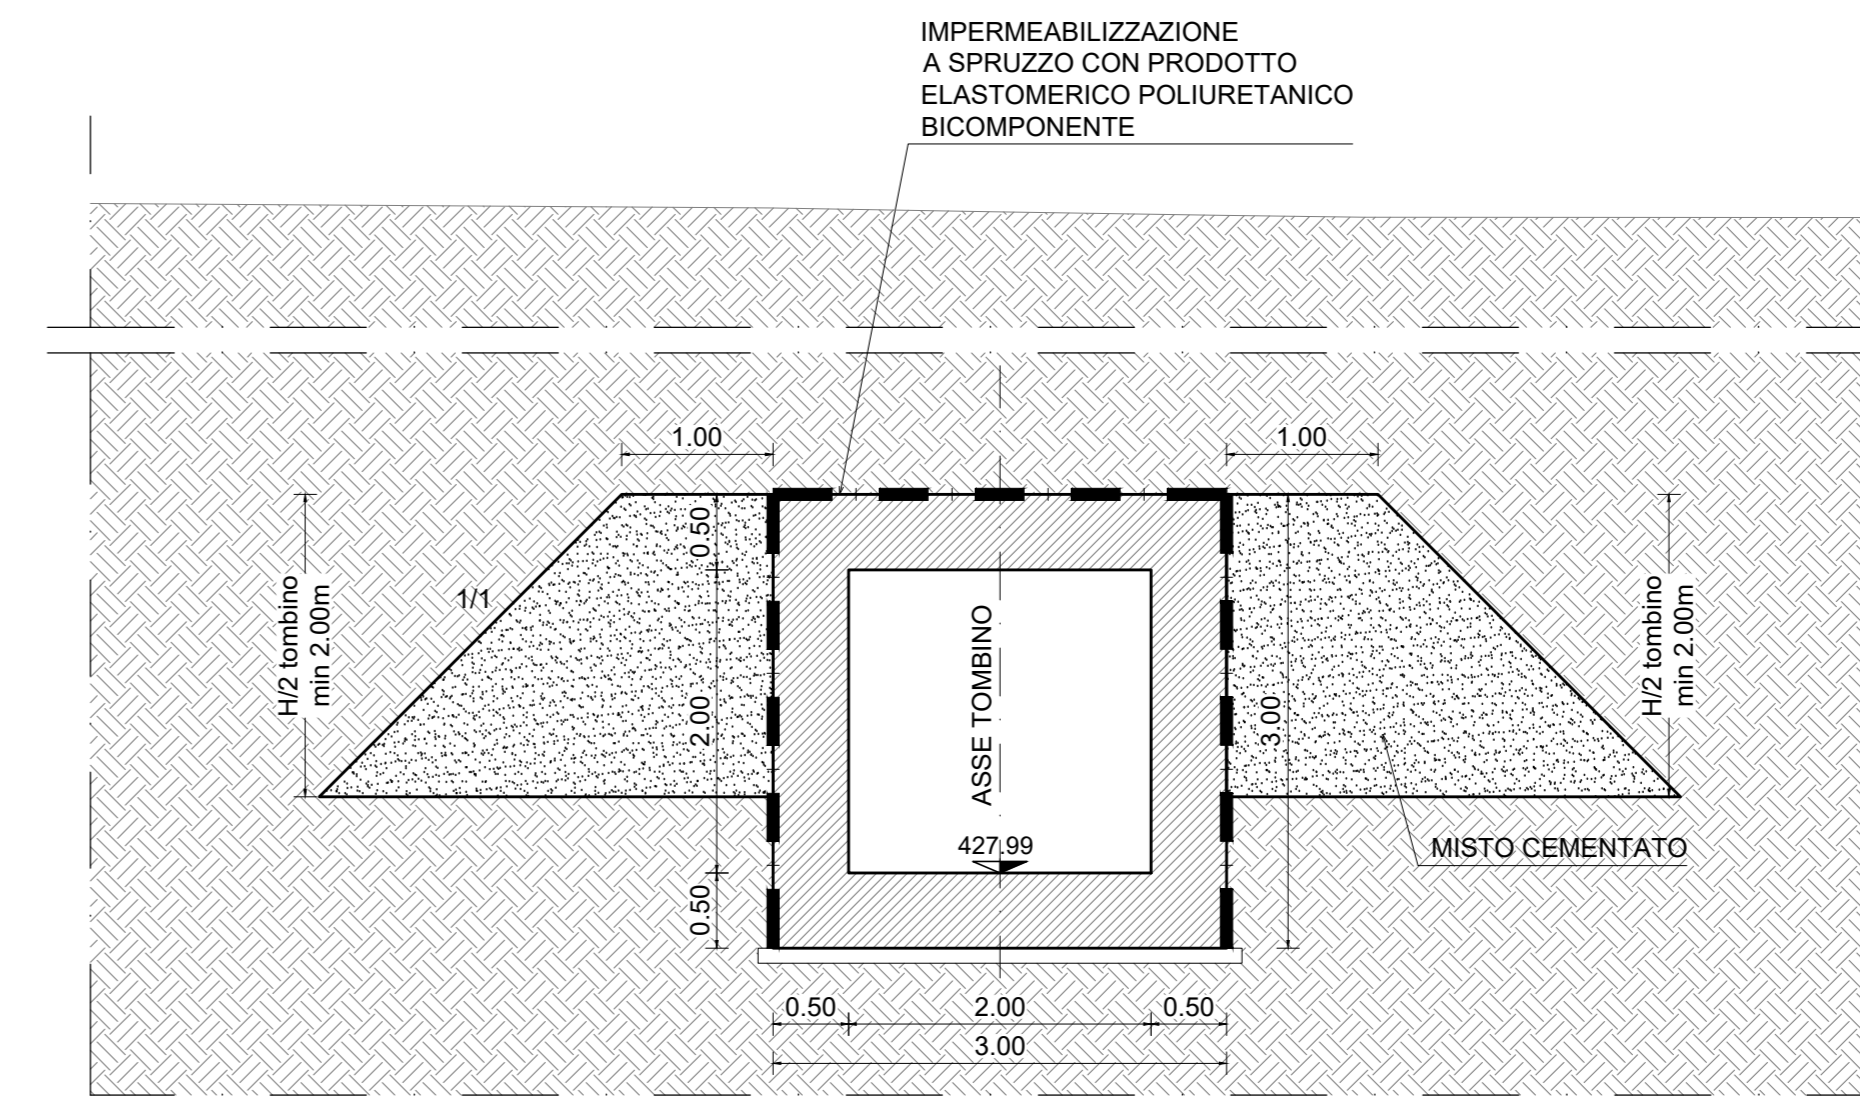 IMPERMEABILIZZAZIONE
A SPRUZZO CON PRODOTTO
ELASTOMERICO POLIURETANICO
BICOMPONENTE
1.00
1.00
0.50
H/2 tombino
min 2.00m
1/1
2.00
ASSE TOMBINO
3.00
H/2 tombino
min 2.00m
427.99
MISTO CEMENTATO
0.50
0.50
2.00
0.50
3.00